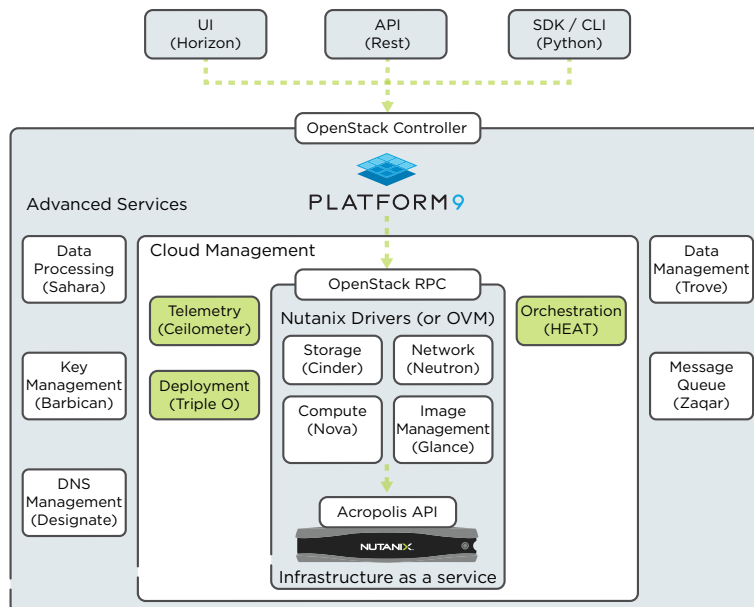 UI
(Horizon)
API
(Rest)
SDK / CLI
(Python)
OpenStack Controller
PLATFORM9
Advanced Services
Data
Processing
(Sahara)
Key
Management
(Barbican)
DNS
Management
(Designate)
Cloud Management
Telemetry
(Ceilometer)
Deployment
(Triple O)
OpenStack RPC
Nutanix Drivers (or OVM)
Storage
(Cinder)
Network
(Neutron)
Compute
(Nova)
Image
Management
(Glance)
Acropolis API
NUTANIX
Infrastructure as a service
Orchestration
(HEAT)
Data
Management
(Trove)
Message
Queue
(Zaqar)